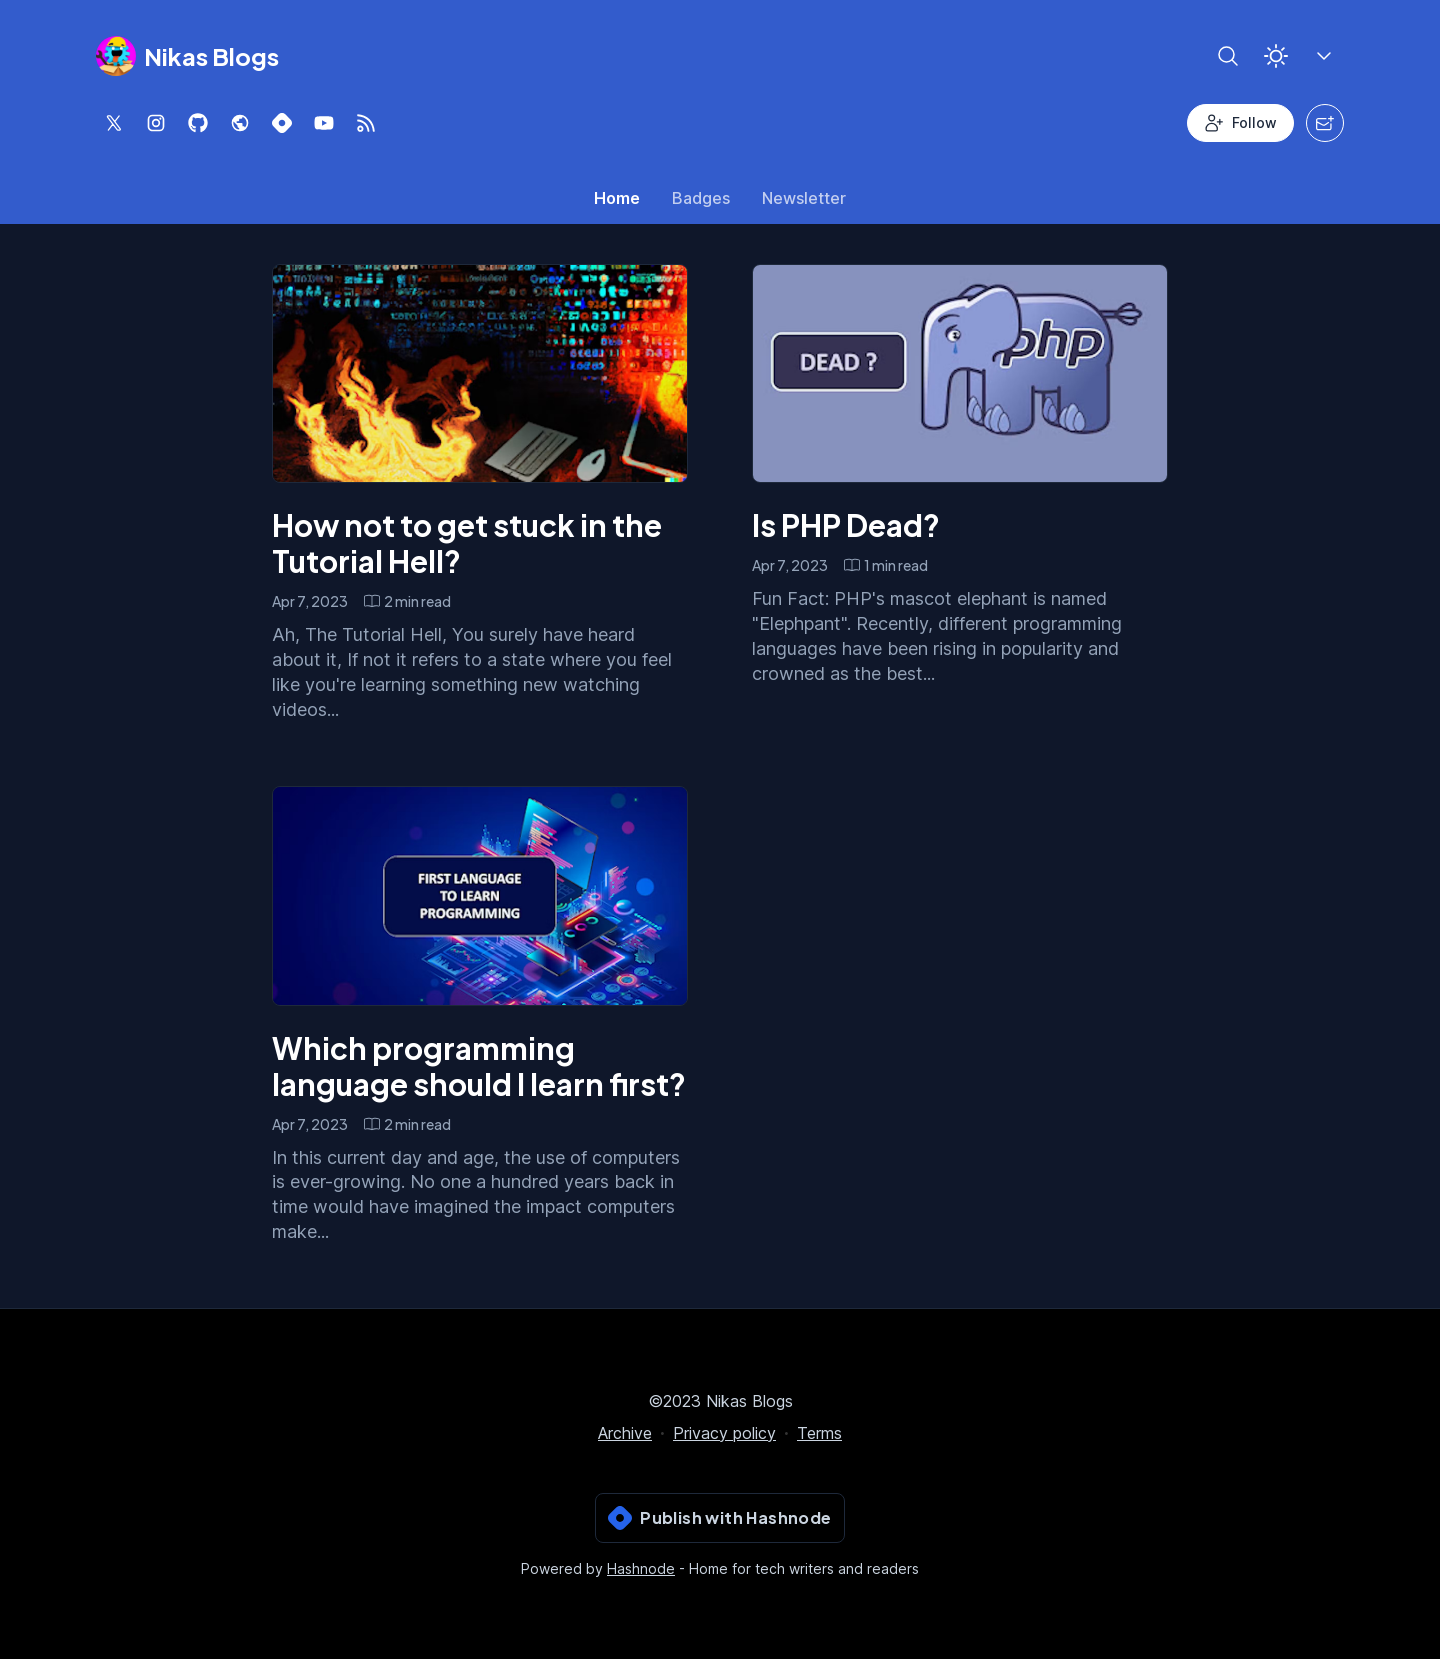 Nikas Blogs
Follow
Home
Badges
Newsletter
How not to get stuck in the
Tutorial Hell?
Apr 7, 2023
2 min read
Ah, The Tutorial Hell, You surely have heard
about it, If not it refers to a state where you feel
like you're learning something new watching
videos...
DEAD ?
php
Is PHP Dead?
Apr 7, 2023
1 min read
Fun Fact: PHP's mascot elephant is named
"Elephpant". Recently, different programming
languages have been rising in popularity and
crowned as the best...
FIRST LANGUAGE
TO LEARN
PROGRAMMING
Which programming
language should I learn first?
Apr 7, 2023
2 min read
In this current day and age, the use of computers
is ever-growing. No one a hundred years back in
time would have imagined the impact computers
make...
©2023 Nikas Blogs
Archive · Privacy policy · Terms
Publish with Hashnode
Powered by Hashnode - Home for tech writers and readers